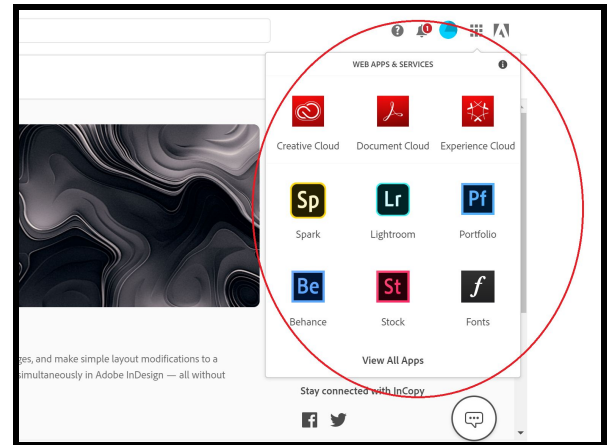 1
WEB APPS & SERVICES
Creative Cloud Document Cloud Experience Cloud
Sp Lr Pf
Spark Lightroom Portfolio
Be St f
Behance Stock Fonts
View All Apps
ges, and make simple layout modifications to a
simultaneously in Adobe InDesign — all without
Stay connected with InCopy